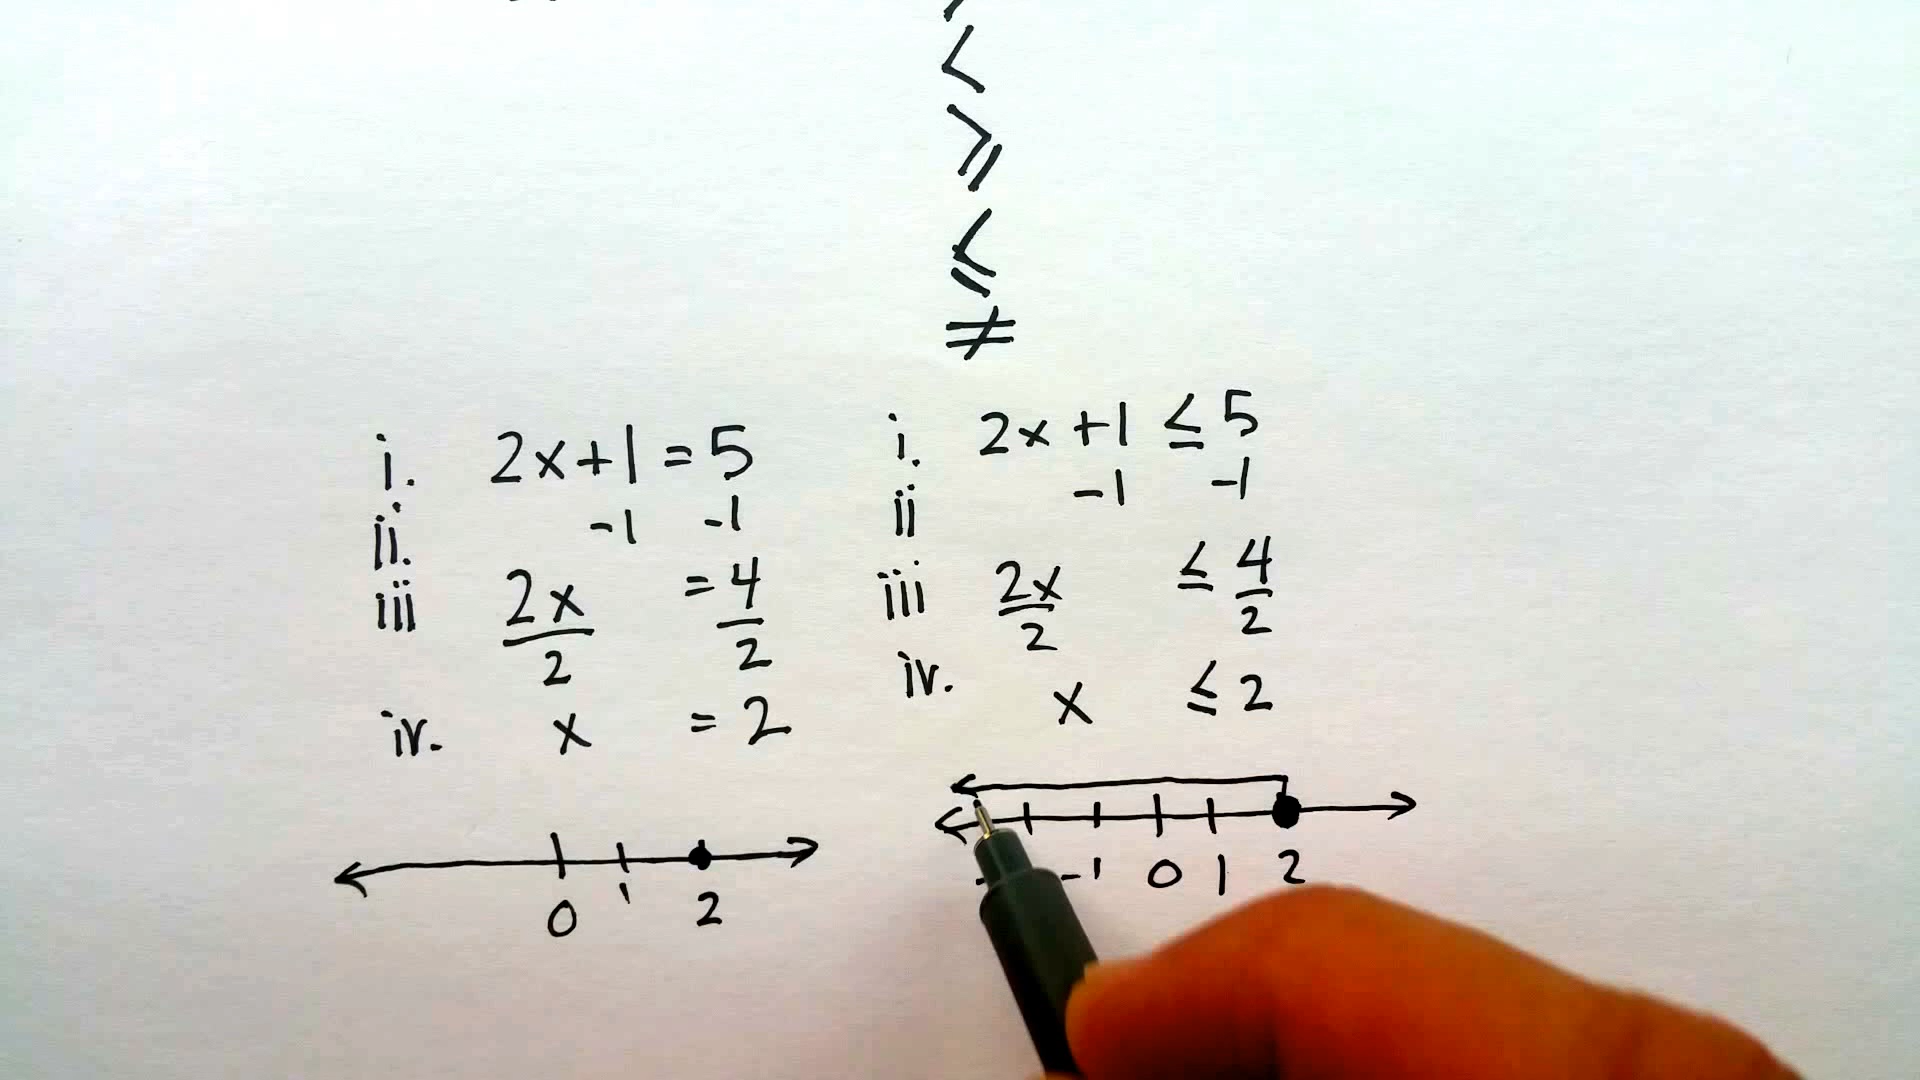 <
≥
≤
≠
i. 2x+1 = 5
ii. -1 -1
iii 2x/2 = 4/2
iv. x = 2
0 1 2
i. 2x+1 ≤ 5
ii -1 -1
iii 2x/2 ≤ 4/2
iv. x ≤ 2
-1 0 1 2